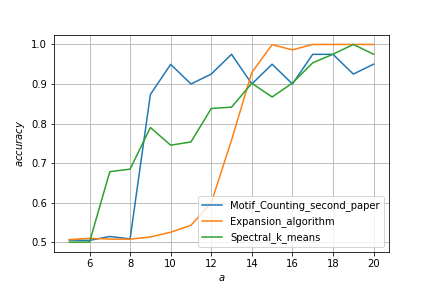 1.0
0.9
0.8
0.7
0.6
0.5
accuracy
6 8 10 12 14 16 18 20
a
Motif_Counting_second_paper
Expansion_algorithm
Spectral_k_means